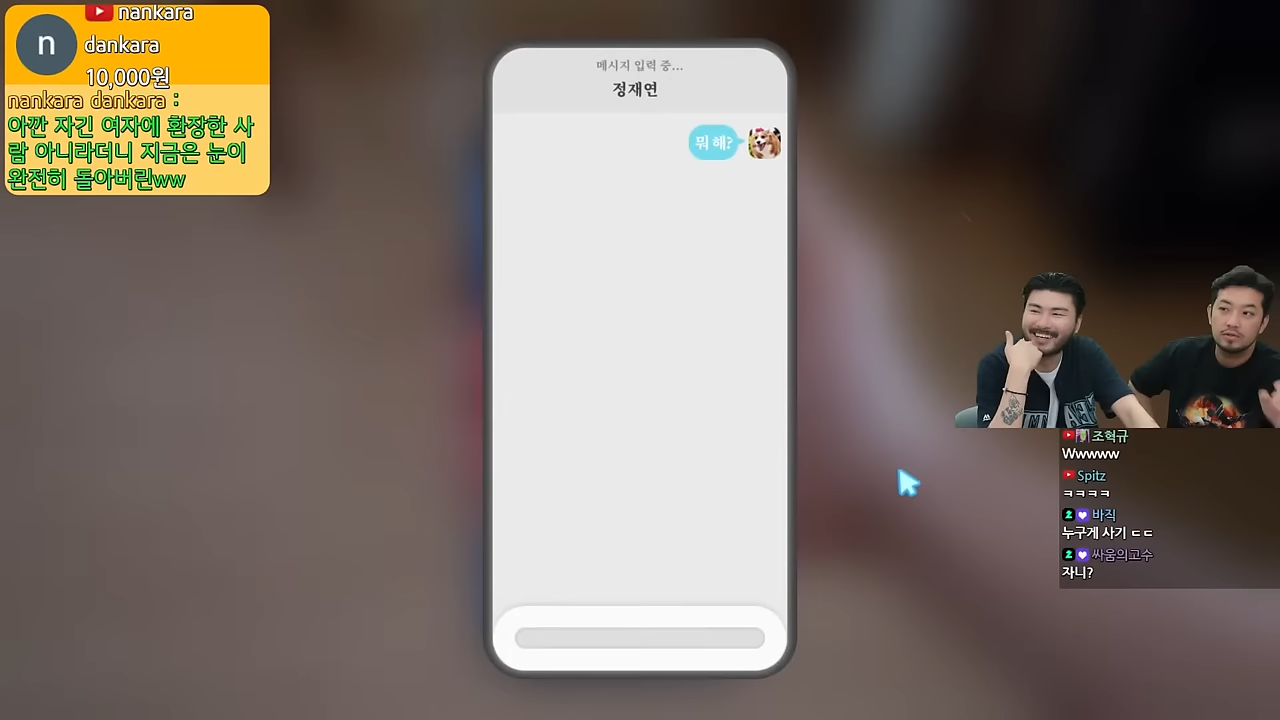 nankara
dankara
10,000원
nankara dankara :
아깐 자긴 여자에 환장한 사
람 아니라더니 지금은 눈이
완전히 돌아버린ww
n
메시지 입력 중...
정재연
뭐 해?
조혁규
Wwwww
Spitz
ㅋㅋㅋㅋ
바직
누구게 사기 ㄷㄷ
싸움의고수
자니?